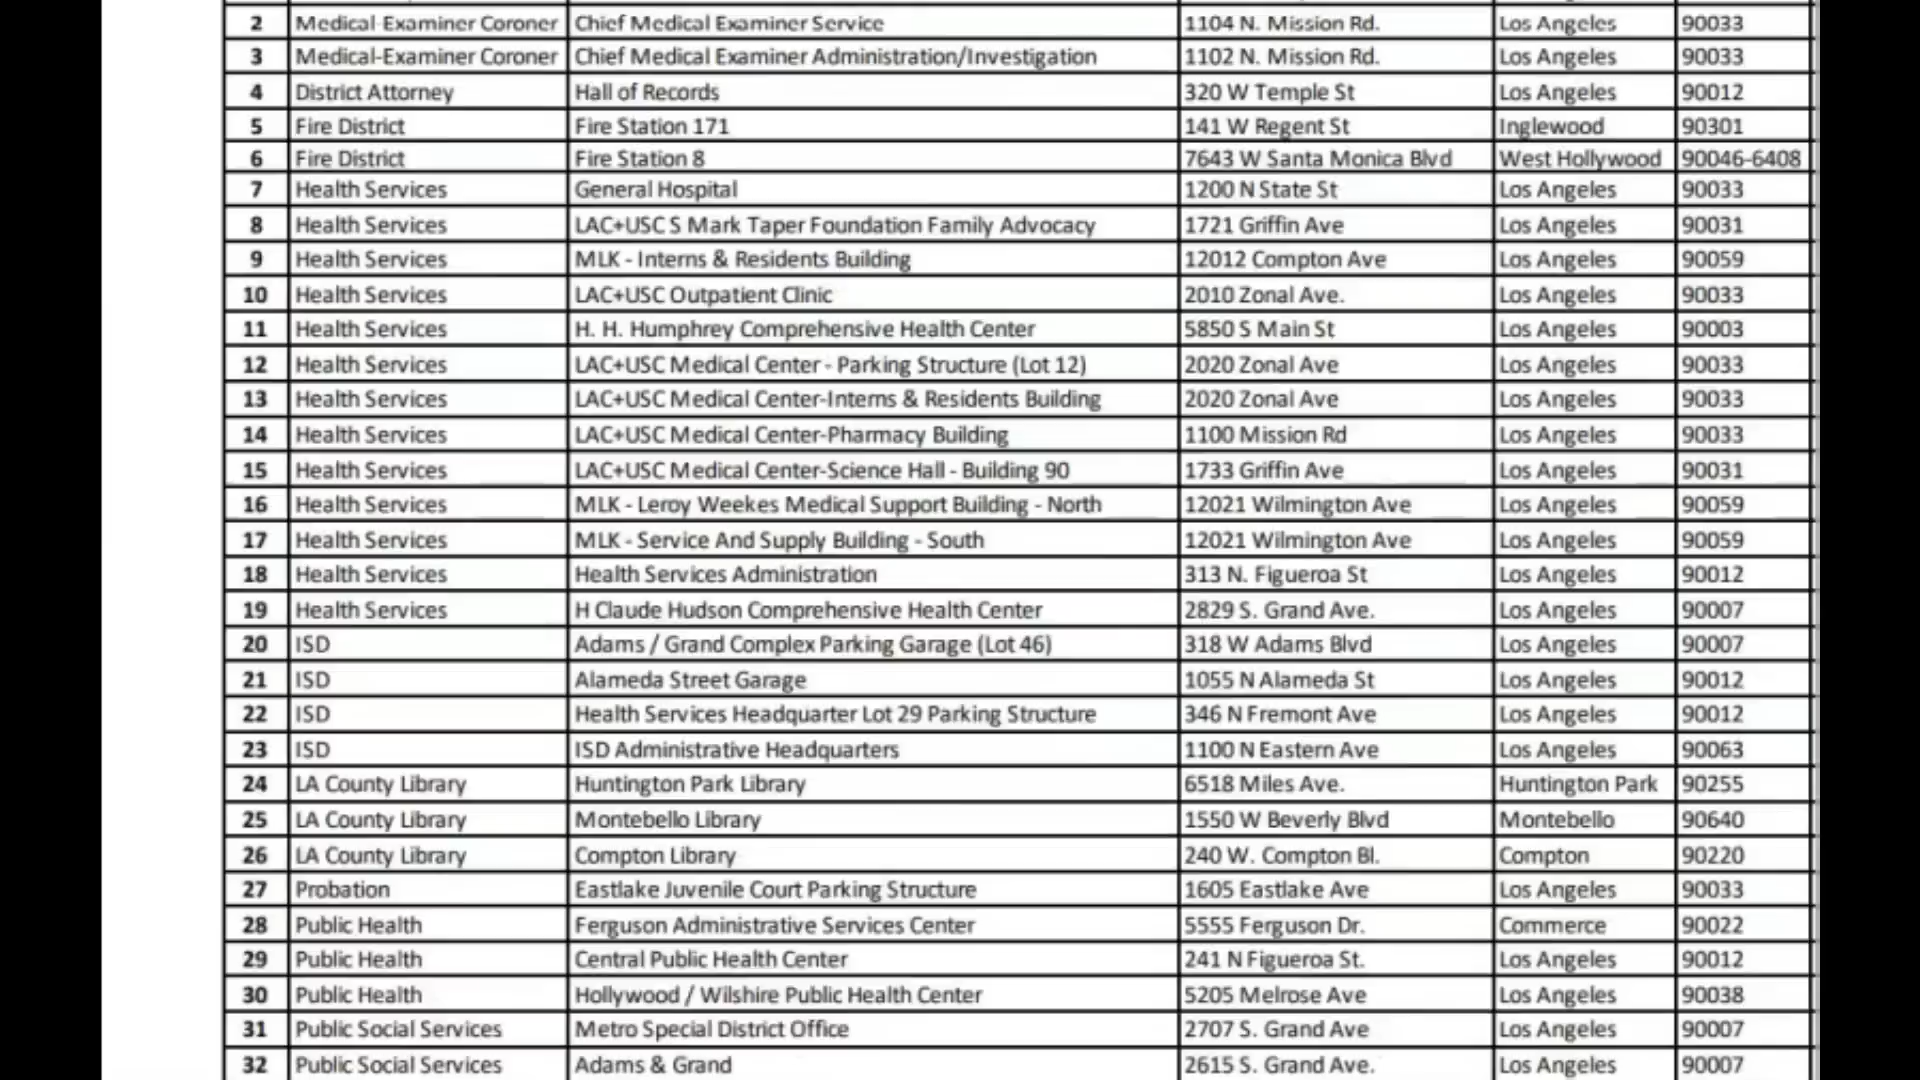 2 Medical-Examiner Coroner Chief Medical Examiner Service 1104 N. Mission Rd. Los Angeles 90033
3 Medical-Examiner Coroner Chief Medical Examiner Administration/Investigation 1102 N. Mission Rd. Los Angeles 90033
4 District Attorney Hall of Records 320 W Temple St Los Angeles 90012
5 Fire District Fire Station 171 141 W Regent St Inglewood 90301
6 Fire District Fire Station 8 7643 W Santa Monica Blvd West Hollywood 90046-6408
7 Health Services General Hospital 1200 N State St Los Angeles 90033
8 Health Services LAC+USC S Mark Taper Foundation Family Advocacy 1721 Griffin Ave Los Angeles 90031
9 Health Services MLK - Interns & Residents Building 12012 Compton Ave Los Angeles 90059
10 Health Services LAC+USC Outpatient Clinic 2010 Zonal Ave. Los Angeles 90033
11 Health Services H. H. Humphrey Comprehensive Health Center 5850 S Main St Los Angeles 90003
12 Health Services LAC+USC Medical Center - Parking Structure (Lot 12) 2020 Zonal Ave Los Angeles 90033
13 Health Services LAC+USC Medical Center-Interns & Residents Building 2020 Zonal Ave Los Angeles 90033
14 Health Services LAC+USC Medical Center-Pharmacy Building 1100 Mission Rd Los Angeles 90033
15 Health Services LAC+USC Medical Center-Science Hall - Building 90 1733 Griffin Ave Los Angeles 90031
16 Health Services MLK - Leroy Weekes Medical Support Building - North 12021 Wilmington Ave Los Angeles 90059
17 Health Services MLK - Service And Supply Building - South 12021 Wilmington Ave Los Angeles 90059
18 Health Services Health Services Administration 313 N. Figueroa St Los Angeles 90012
19 Health Services H Claude Hudson Comprehensive Health Center 2829 S. Grand Ave. Los Angeles 90007
20 ISD Adams / Grand Complex Parking Garage (Lot 46) 318 W Adams Blvd Los Angeles 90007
21 ISD Alameda Street Garage 1055 N Alameda St Los Angeles 90012
22 ISD Health Services Headquarter Lot 29 Parking Structure 346 N Fremont Ave Los Angeles 90012
23 ISD ISD Administrative Headquarters 1100 N Eastern Ave Los Angeles 90063
24 LA County Library Huntington Park Library 6518 Miles Ave. Huntington Park 90255
25 LA County Library Montebello Library 1550 W Beverly Blvd Montebello 90640
26 LA County Library Compton Library 240 W. Compton Bl. Compton 90220
27 Probation Eastlake Juvenile Court Parking Structure 1605 Eastlake Ave Los Angeles 90033
28 Public Health Ferguson Administrative Services Center 5555 Ferguson Dr. Commerce 90022
29 Public Health Central Public Health Center 241 N Figueroa St. Los Angeles 90012
30 Public Health Hollywood / Wilshire Public Health Center 5205 Melrose Ave Los Angeles 90038
31 Public Social Services Metro Special District Office 2707 S. Grand Ave Los Angeles 90007
32 Public Social Services Adams & Grand 2615 S. Grand Ave. Los Angeles 90007